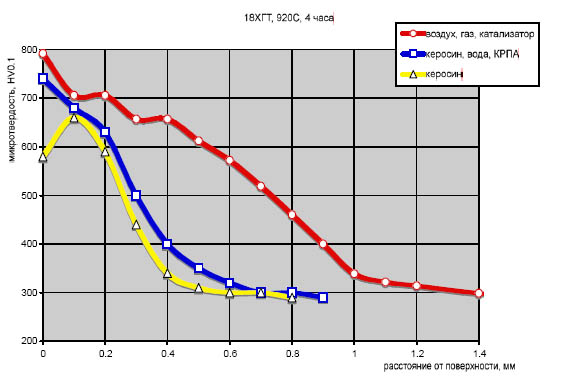 18ХГТ, 920С, 4 часа
воздух, газ, катализатор
керосин, вода, КРПА
керосин
микротвердость, HV0.1
800
700
600
500
400
300
200
0
0.2
0.4
0.6
0.8
1
1.2
1.4
расстояние от поверхности, мм